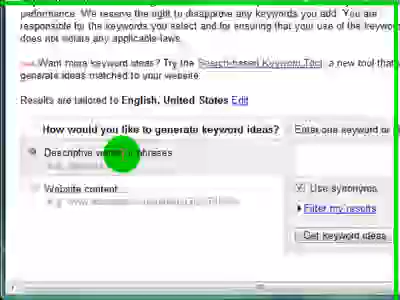 performance. We reserve the right to disapprove any keywords you add. You are
responsible for the keywords you select and for ensuring that your use of the keywords
does not violate any applicable laws.
Want more keyword ideas? Try the Search-based Keyword Tool, a new tool that
generate ideas matched to your website.
Results are tailored to English, United States Edit
How would you like to generate keyword ideas?
Enter one keyword or
Descriptive phrases
Website content
e.g.
Use synonyms
Filter my results
Get keyword ideas